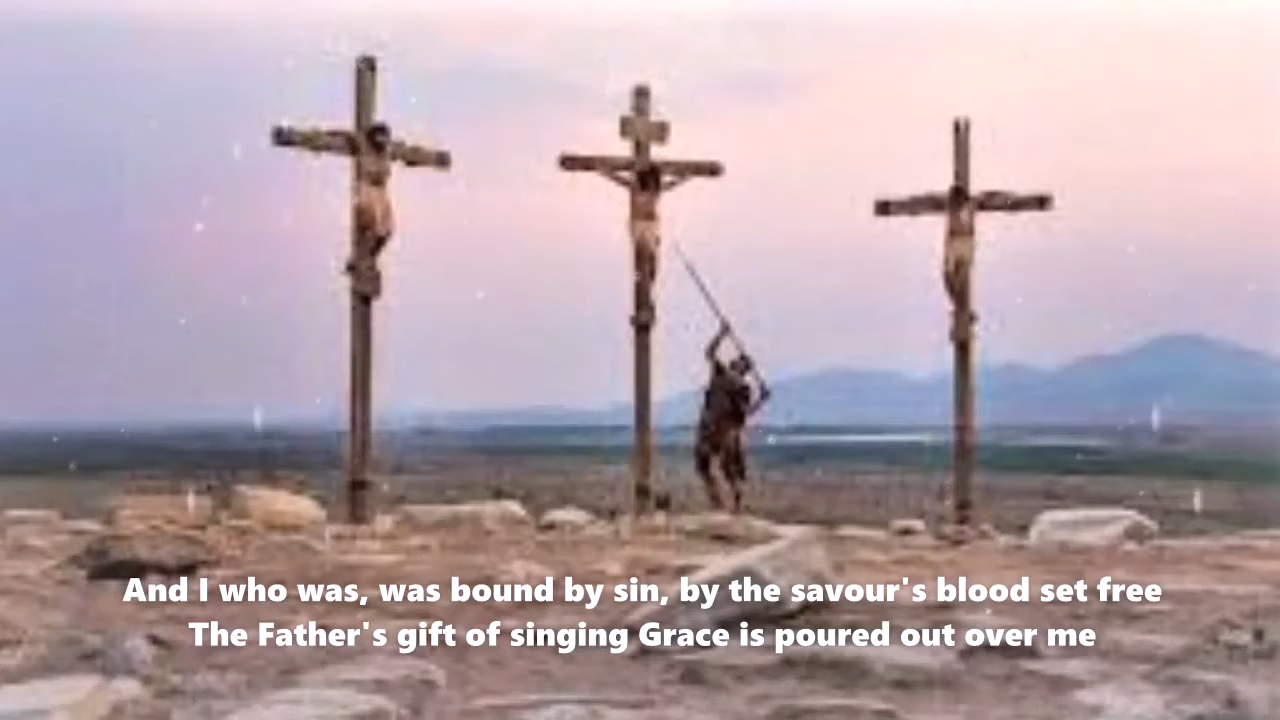 And I who was, was bound by sin, by the savour's blood set free
The Father's gift of singing Grace is poured out over me